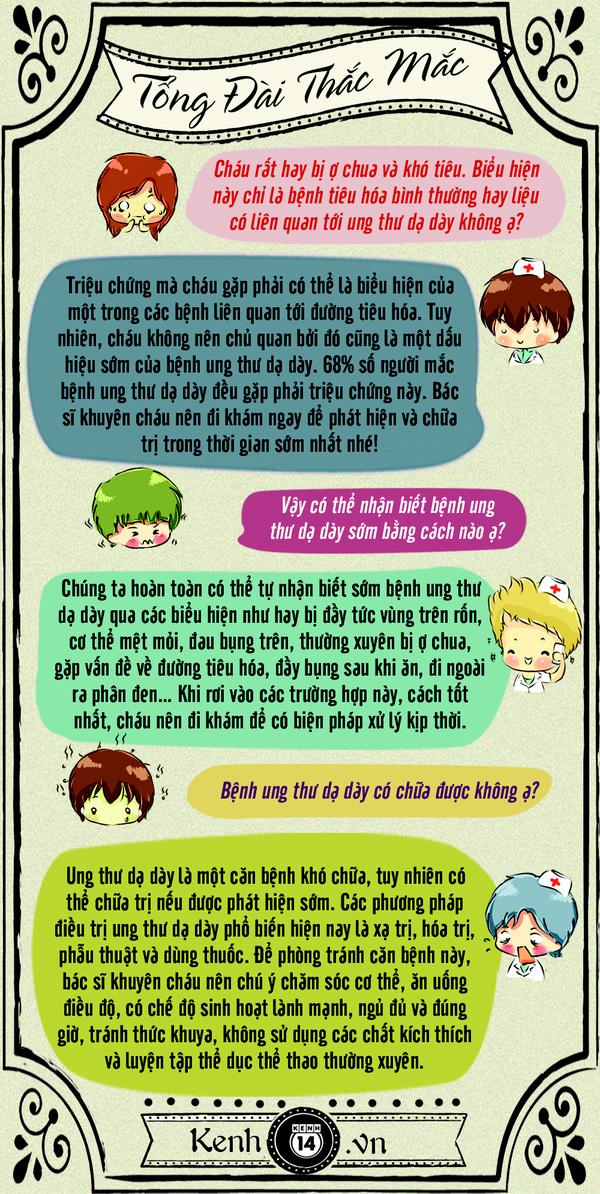 Tổng Đài Thắc Mắc
Cháu rất hay bị ợ chua và khó tiêu. Biểu hiện
này chỉ là bệnh tiêu hóa bình thường hay liệu
có liên quan tới ung thư dạ dày không ạ?
Triệu chứng mà cháu gặp phải có thể là biểu hiện của
một trong các bệnh liên quan tới đường tiêu hóa. Tuy
nhiên, cháu không nên chủ quan bởi đó cũng là một dấu
hiệu sớm của bệnh ung thư dạ dày. 68% số người mắc
bệnh ung thư dạ dày đều gặp phải triệu chứng này. Bác
sĩ khuyên cháu nên đi khám ngay để phát hiện và chữa
trị trong thời gian sớm nhất nhé!
Vậy có thể nhận biết bệnh ung
thư dạ dày sớm bằng cách nào ạ?
Chúng ta hoàn toàn có thể tự nhận biết sớm bệnh ung thư
dạ dày qua các biểu hiện như hay bị đầy tức vùng trên rốn,
cơ thể mệt mỏi, đau bụng trên, thường xuyên bị ợ chua,
gặp vấn đề về đường tiêu hóa, đầy bụng sau khi ăn, đi ngoài
ra phân đen... Khi rơi vào các trường hợp này, cách tốt
nhất, cháu nên đi khám để có biện pháp xử lý kịp thời.
Bệnh ung thư dạ dày có chữa được không ạ?
Ung thư dạ dày là một căn bệnh khó chữa, tuy nhiên có
thể chữa trị nếu được phát hiện sớm. Các phương pháp
điều trị ung thư dạ dày phổ biến hiện nay là xạ trị, hóa trị,
phẫu thuật và dùng thuốc. Để phòng tránh căn bệnh này,
bác sĩ khuyên cháu nên chú ý chăm sóc cơ thể, ăn uống
điều độ, có chế độ sinh hoạt lành mạnh, ngủ đủ và đúng
giờ, tránh thức khuya, không sử dụng các chất kích thích
và luyện tập thể dục thể thao thường xuyên.
Kenh KENH 14 .vn